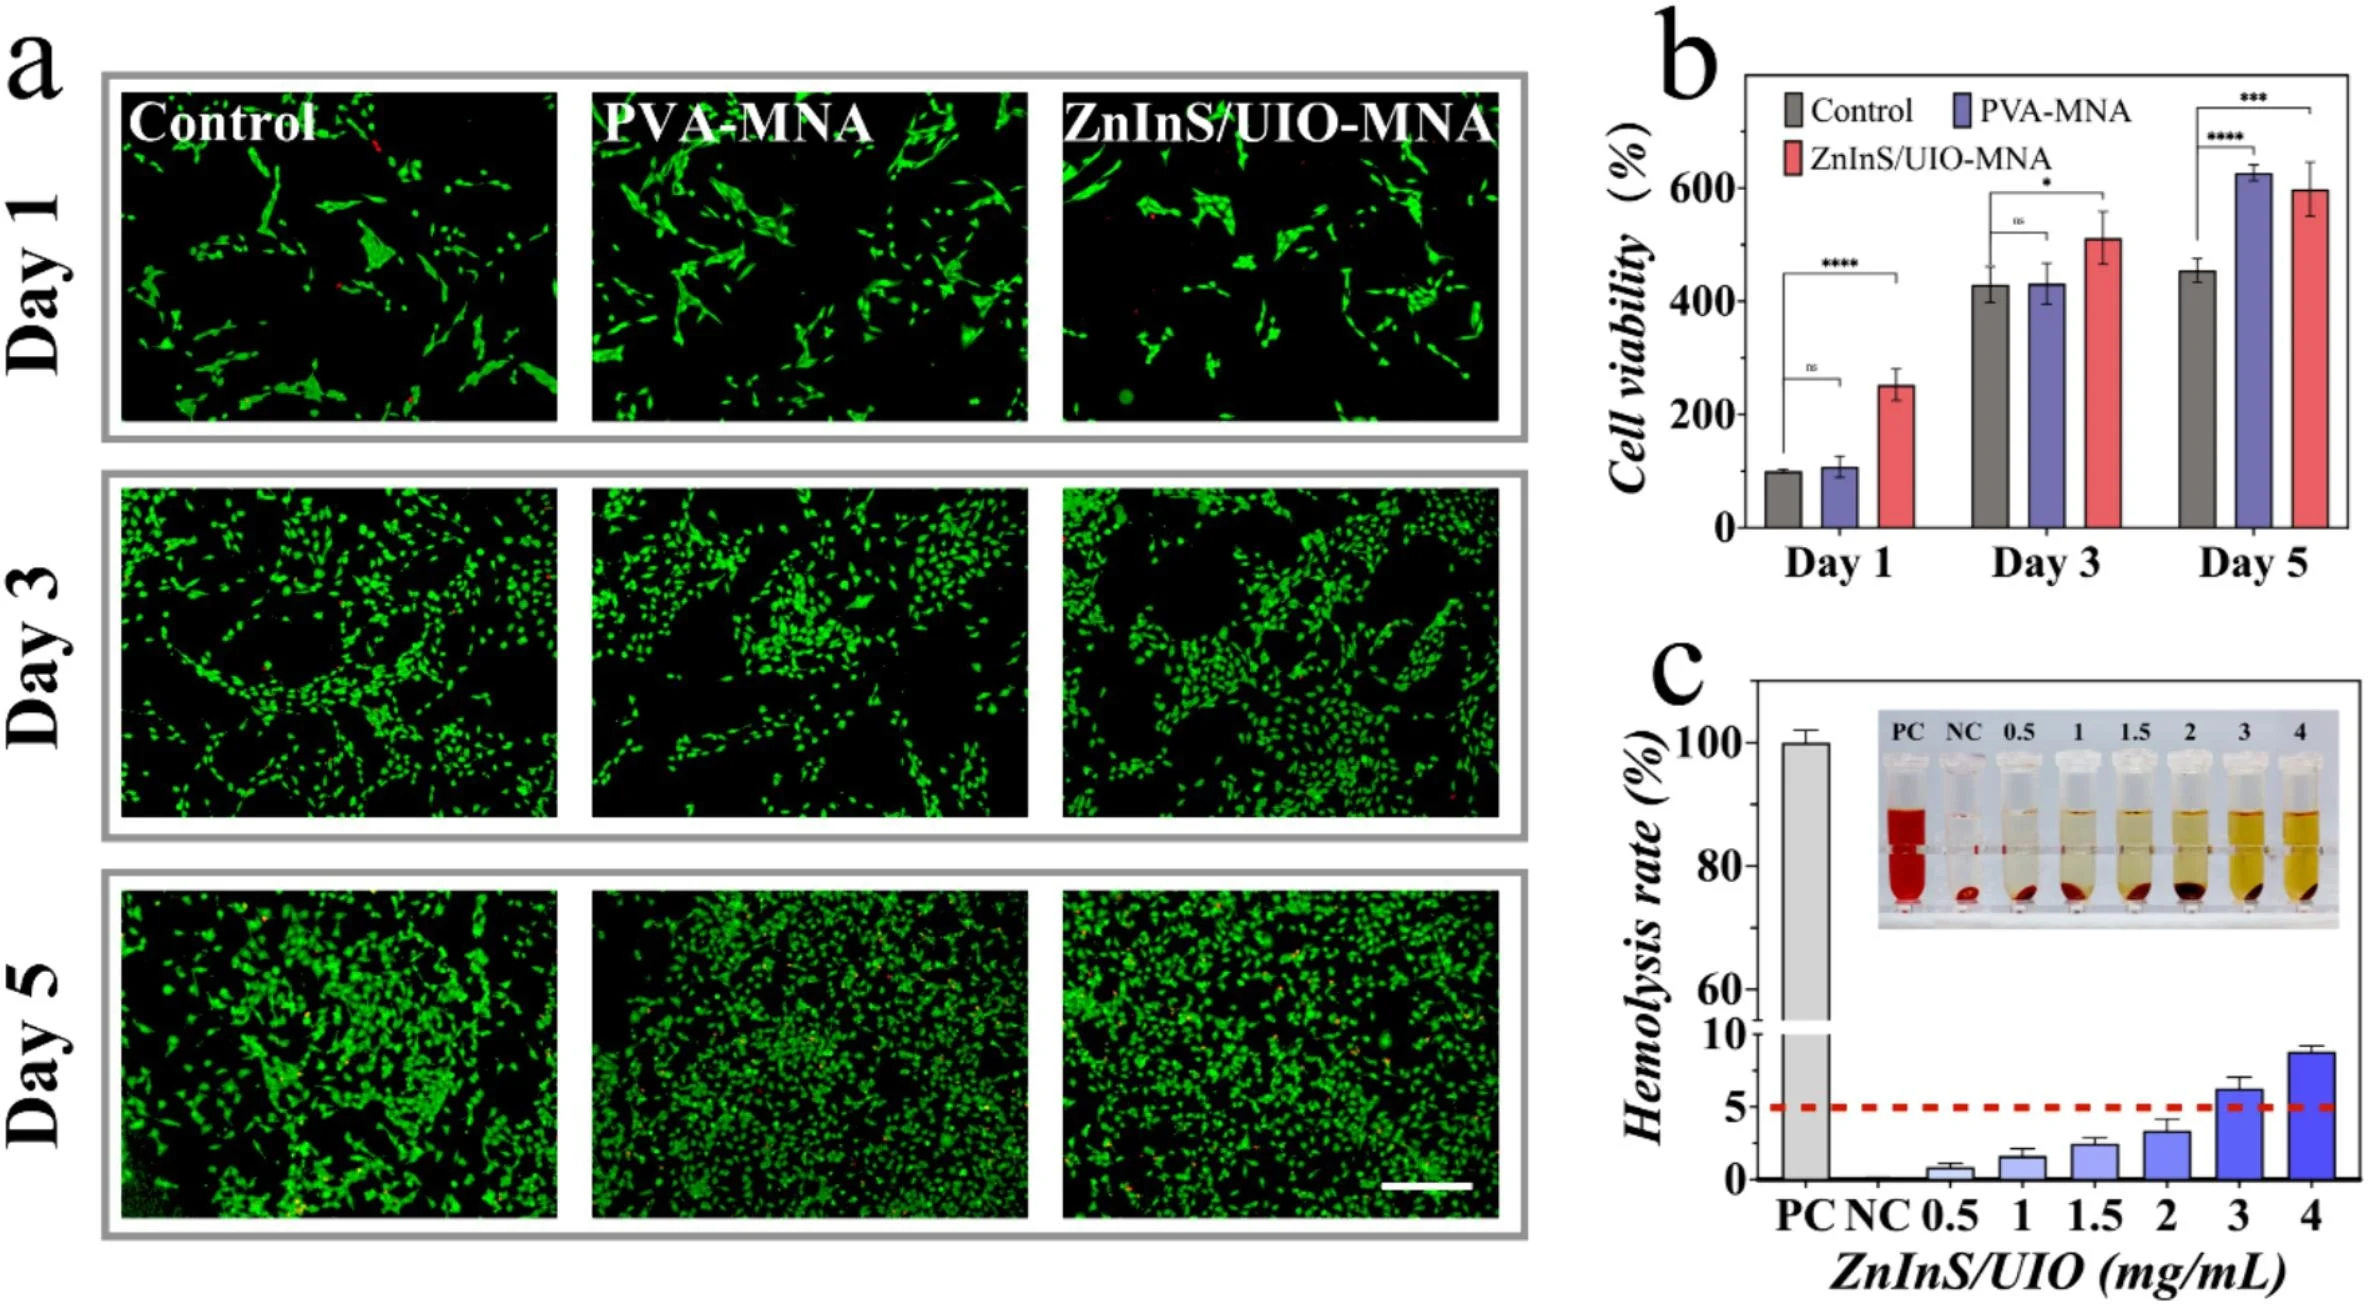 a
Control
PVA-MNA
ZnInS/UIO-MNA
Day 1
Day 3
Day 5
b
Control
PVA-MNA
ZnInS/UIO-MNA
Cell viability (%)
600
400
200
0
ns
****
ns
*
****
***
Day 1 Day 3 Day 5
c
Hemolysis rate (%)
100
80
60
10
5
0
PC NC 0.5 1 1.5 2 3 4
PC NC 0.5 1 1.5 2 3 4
ZnInS/UIO (mg/mL)